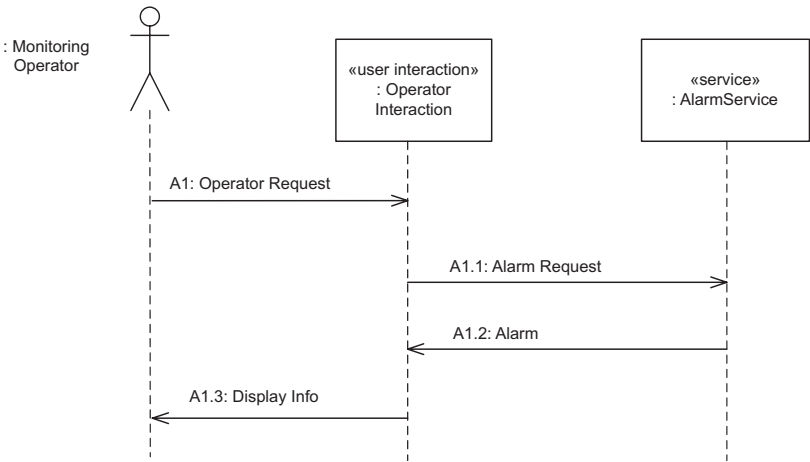 : Monitoring
Operator
«user interaction»
: Operator
Interaction
«service»
: AlarmService
A1: Operator Request
A1.1: Alarm Request
A1.2: Alarm
A1.3: Display Info